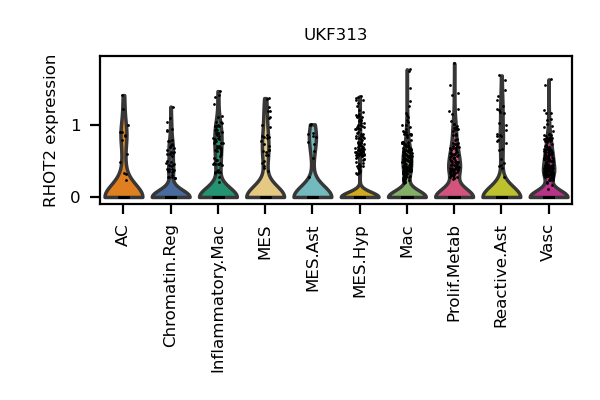 UKF313
RHOT2 expression
1
0
AC
Chromatin.Reg
Inflammatory.Mac
MES
MES.Ast
MES.Hyp
Mac
Prolif.Metab
Reactive.Ast
Vasc